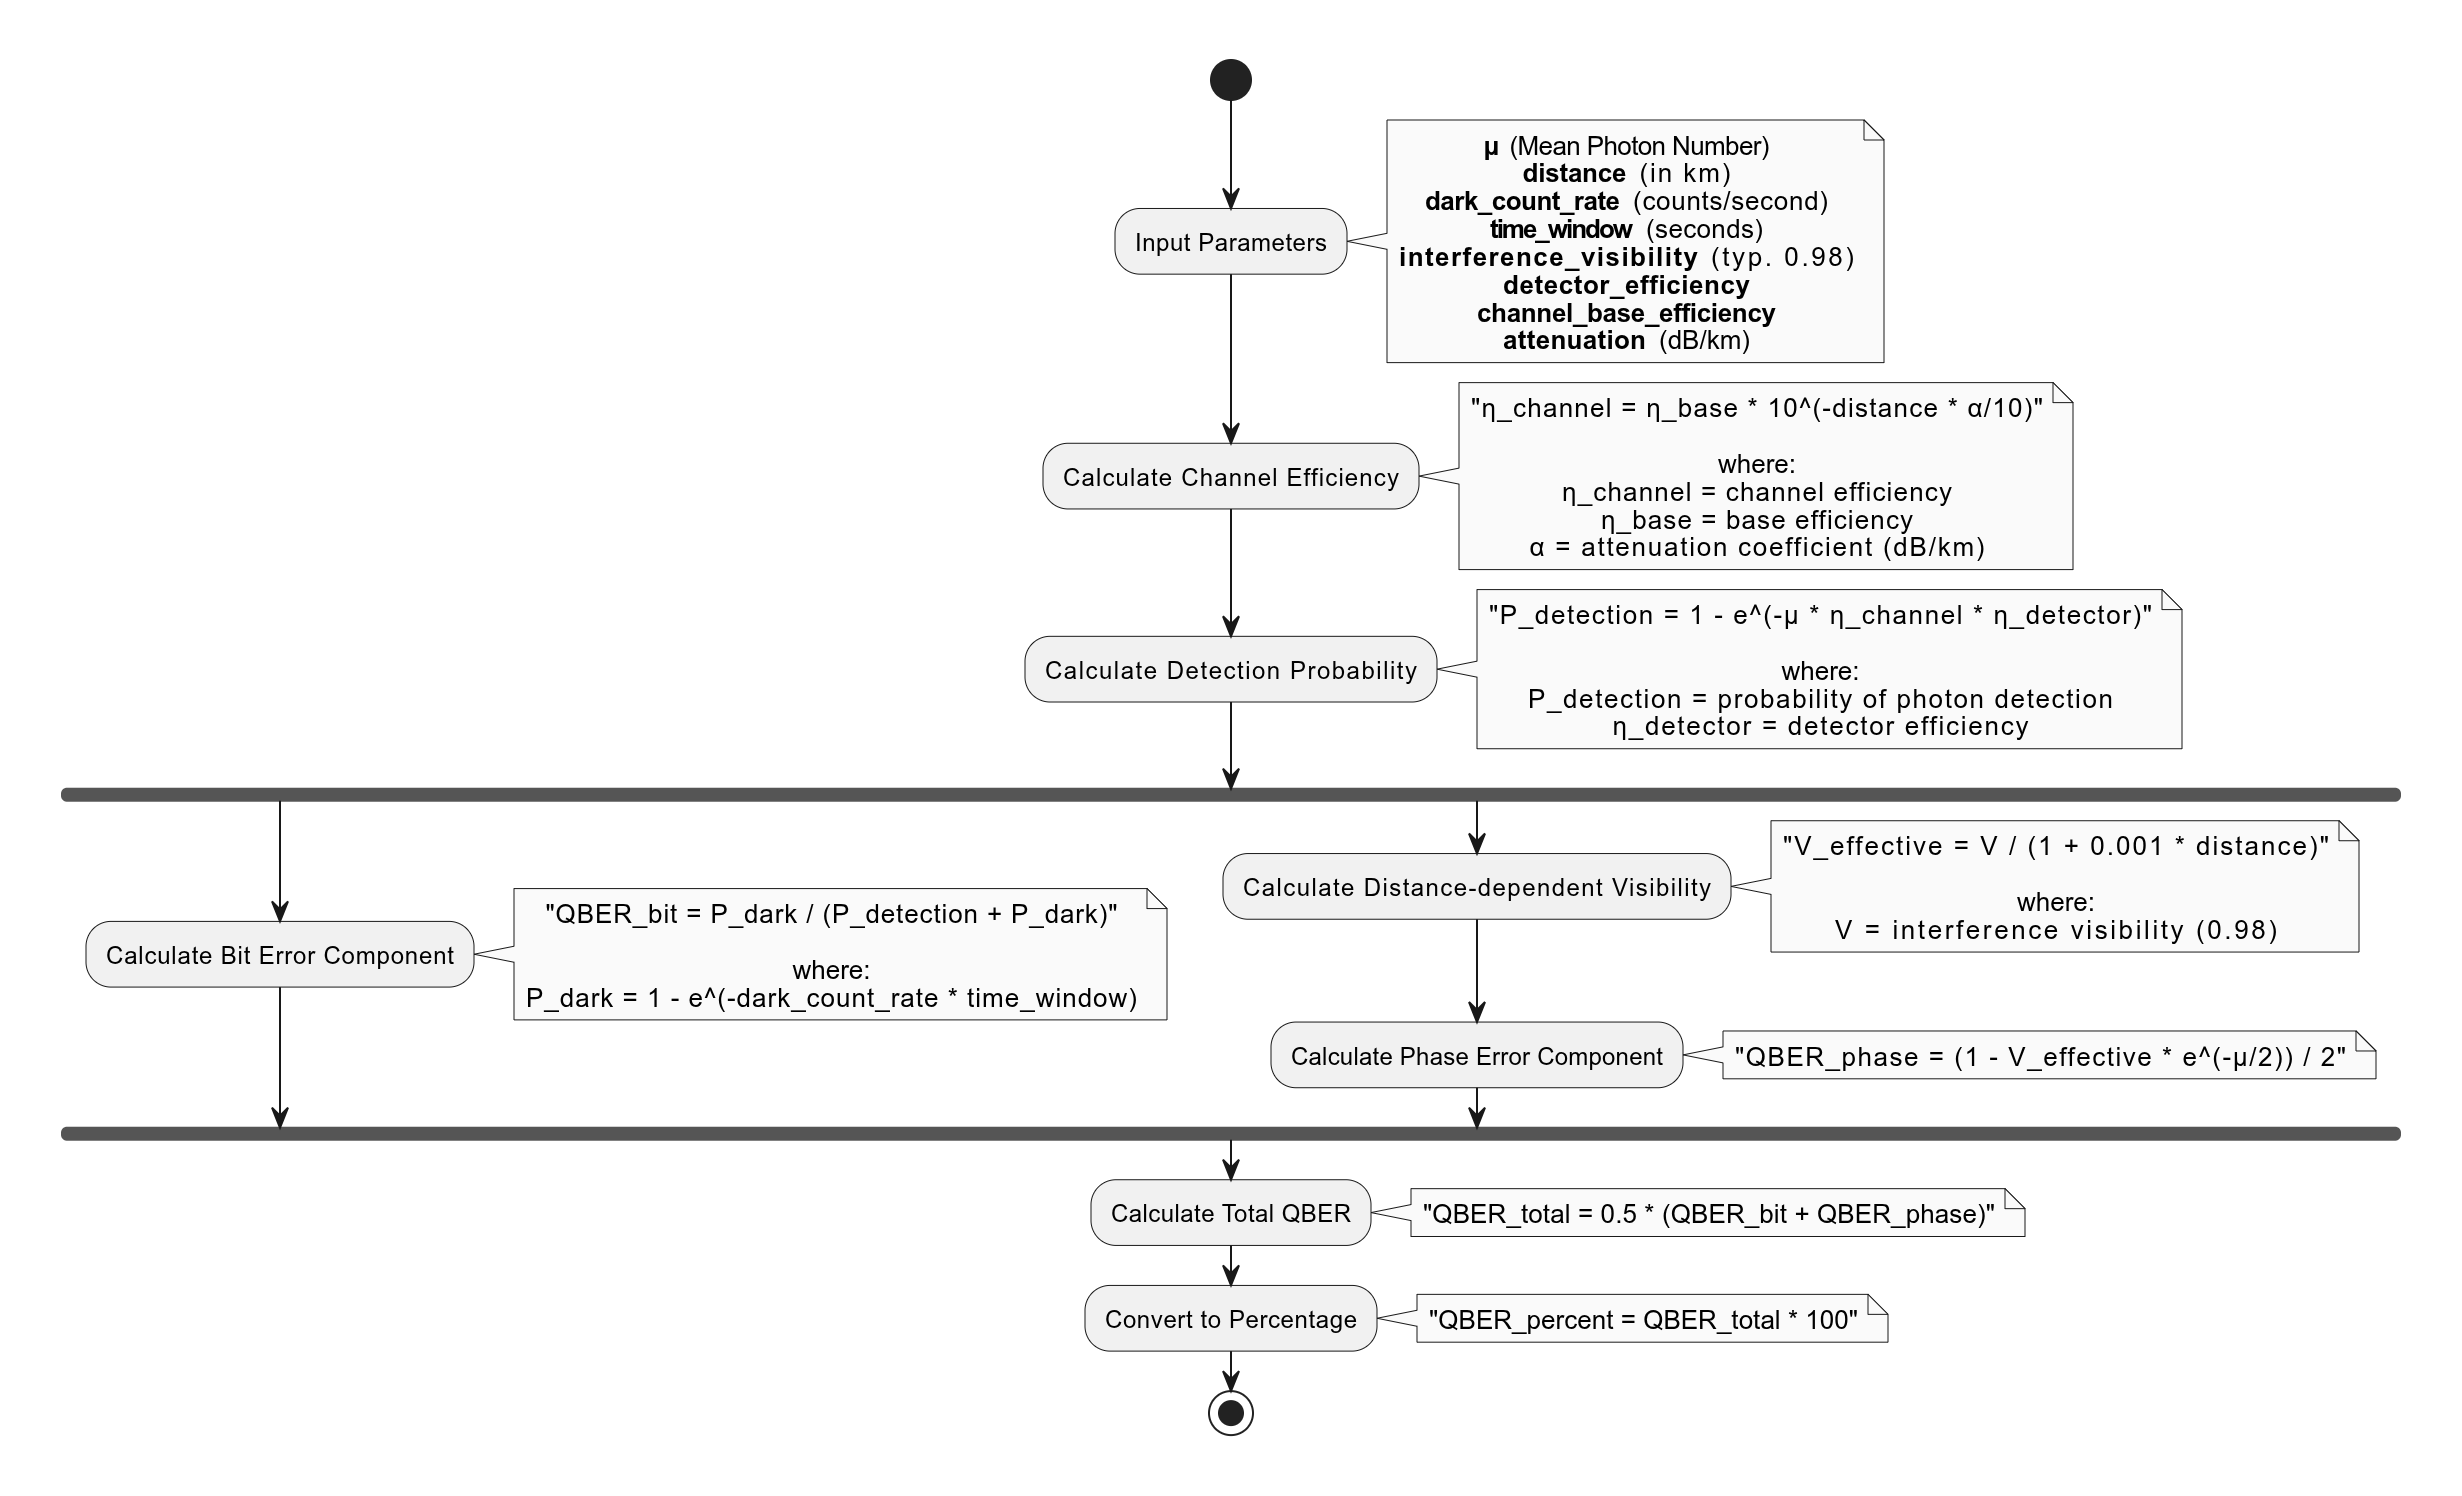 μ (Mean Photon Number)
distance (in km)
dark_count_rate (counts/second)
time_window (seconds)
interference_visibility (typ. 0.98)
detector_efficiency
channel_base_efficiency
attenuation (dB/km)
Input Parameters
"η_channel = η_base * 10^(-distance * α/10)"
where:
η_channel = channel efficiency
η_base = base efficiency
α = attenuation coefficient (dB/km)
Calculate Channel Efficiency
"P_detection = 1 - e^(-μ * η_channel * η_detector)"
where:
P_detection = probability of photon detection
η_detector = detector efficiency
Calculate Detection Probability
"QBER_bit = P_dark / (P_detection + P_dark)"
where:
P_dark = 1 - e^(-dark_count_rate * time_window)
Calculate Bit Error Component
"V_effective = V / (1 + 0.001 * distance)"
where:
V = interference visibility (0.98)
Calculate Distance-dependent Visibility
Calculate Phase Error Component
"QBER_phase = (1 - V_effective * e^(-μ/2)) / 2"
Calculate Total QBER
"QBER_total = 0.5 * (QBER_bit + QBER_phase)"
Convert to Percentage
"QBER_percent = QBER_total * 100"